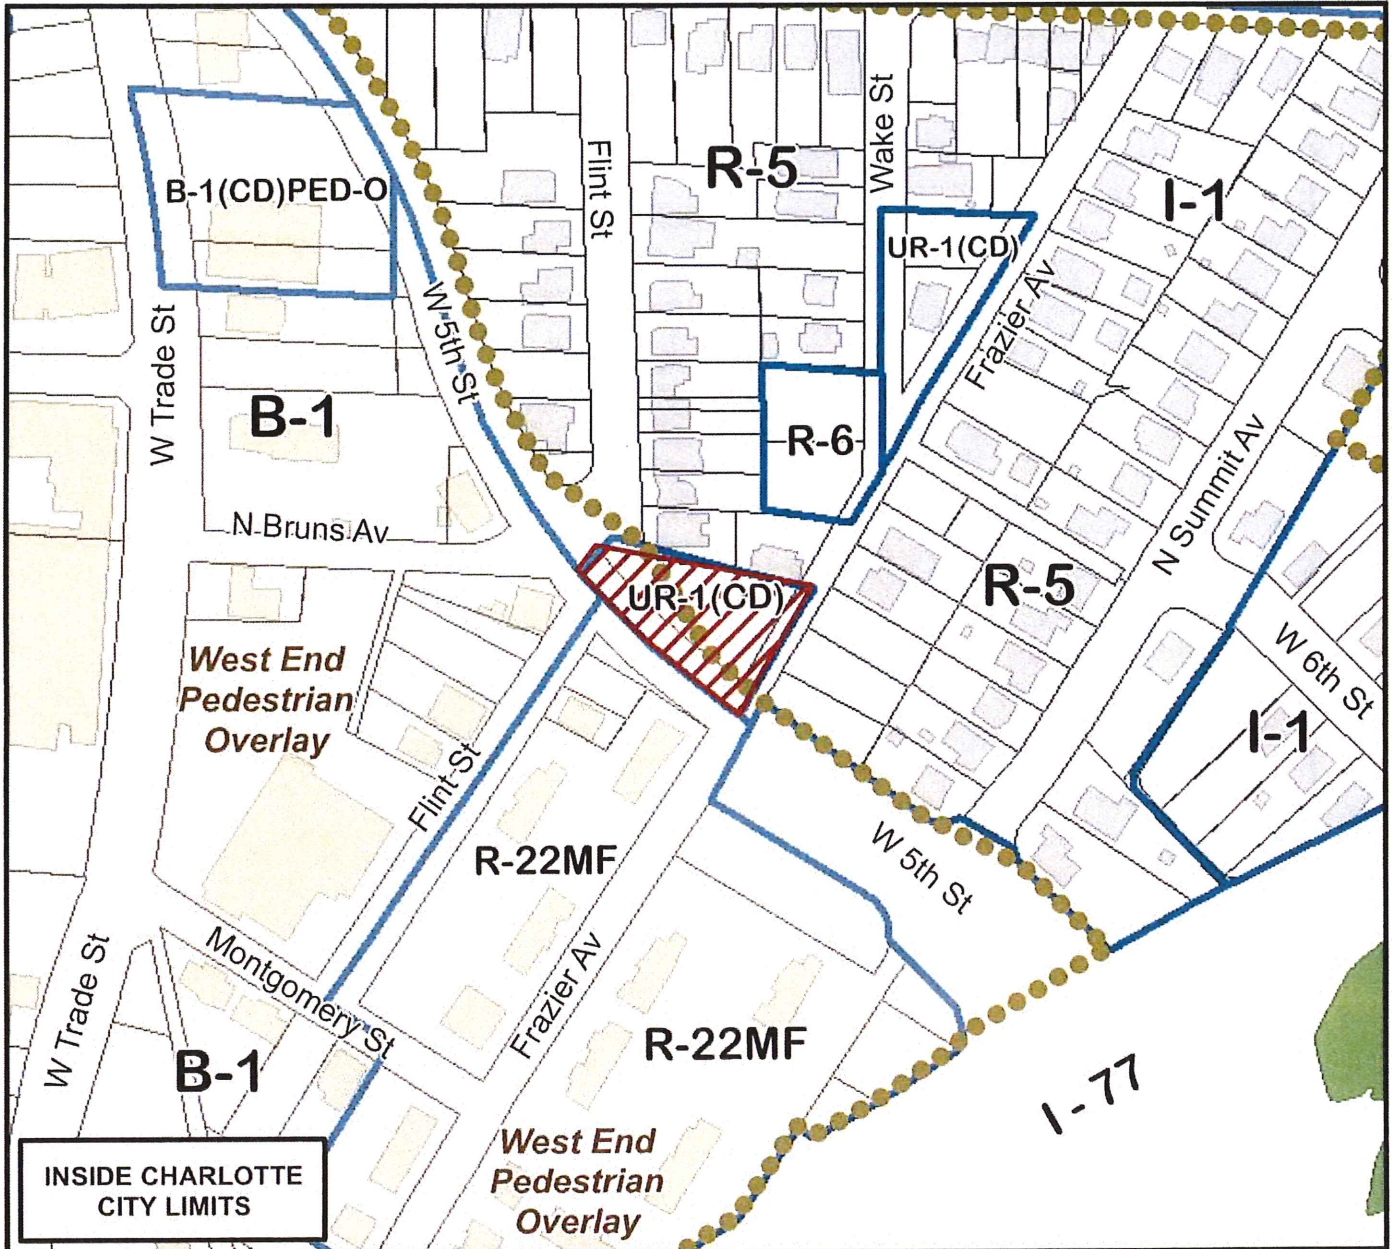 Flint St
R-5
Wake St
I-1
B-1(CD)PED-O
UR-1(CD)
W 5th St
Frazier Av
W Trade St
B-1
R-6
N Summit Av
N Bruns Av
R-5
UR-1(CD)
W 6th St
West End
Pedestrian
Overlay
I-1
Flint St
R-22MF
W 5th St
Montgomery St
W Trade St
Frazier Av
R-22MF
B-1
I - 77
West End
Pedestrian
Overlay
INSIDE CHARLOTTE
CITY LIMITS